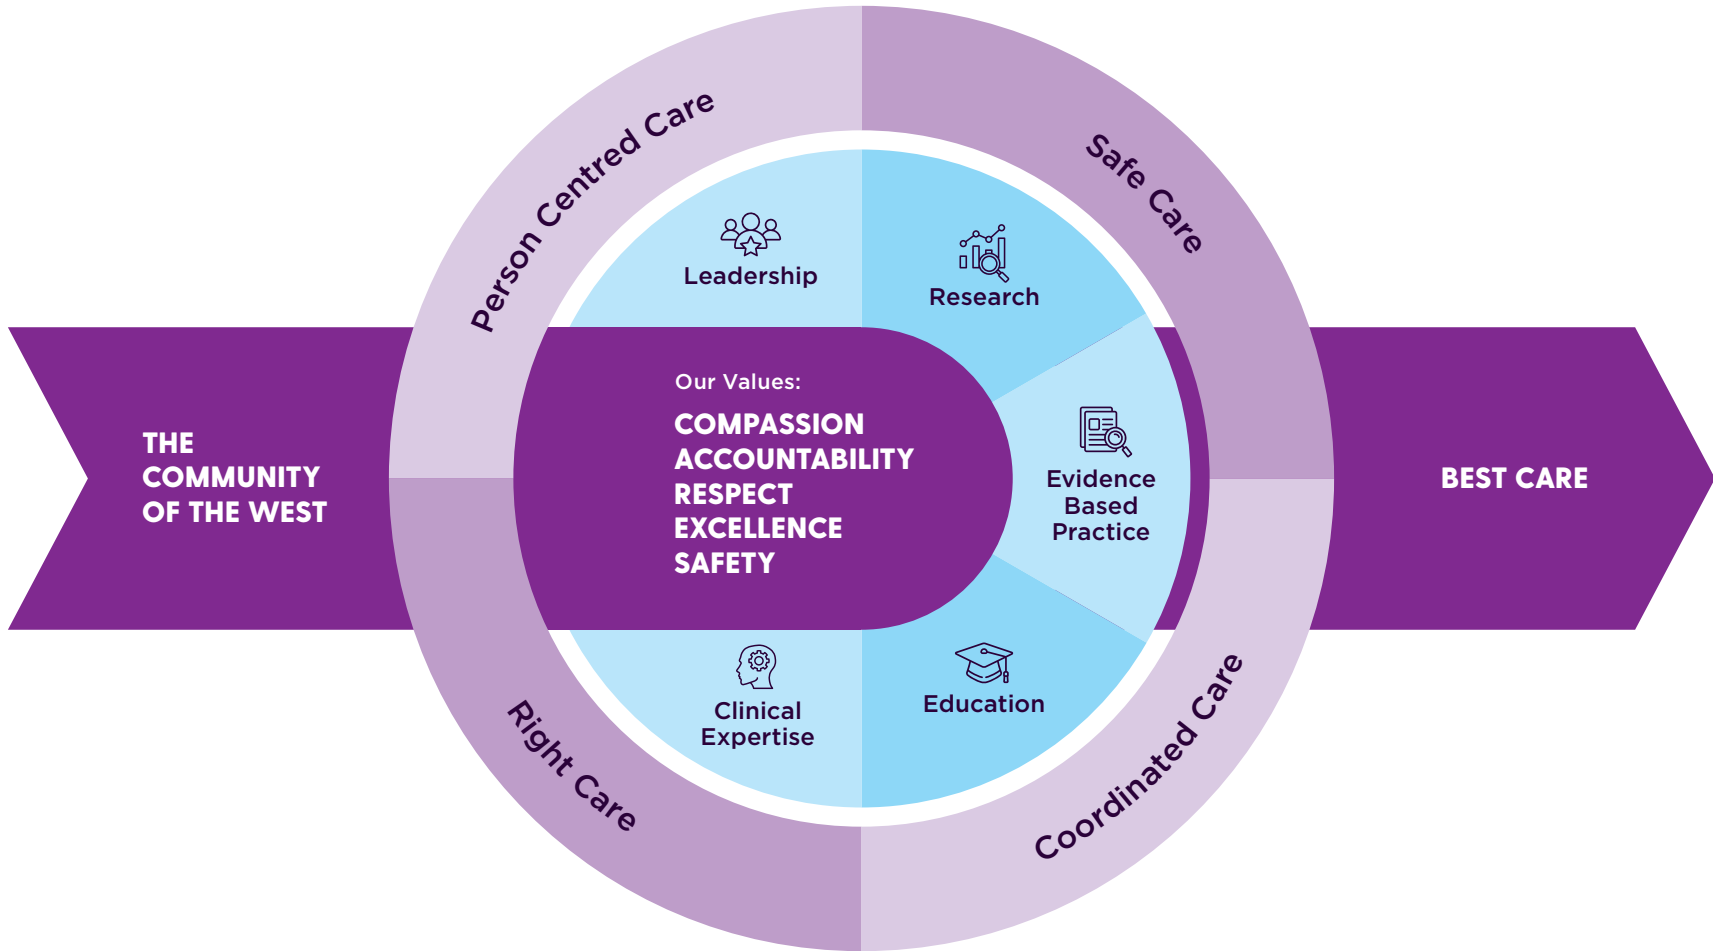 Person Centred Care
Safe Care
Leadership
Research
THE
COMMUNITY
OF THE WEST
Our Values:
COMPASSION
ACCOUNTABILITY
RESPECT
EXCELLENCE
SAFETY
Evidence
Based
Practice
BEST CARE
Clinical
Expertise
Education
Right Care
Coordinated Care